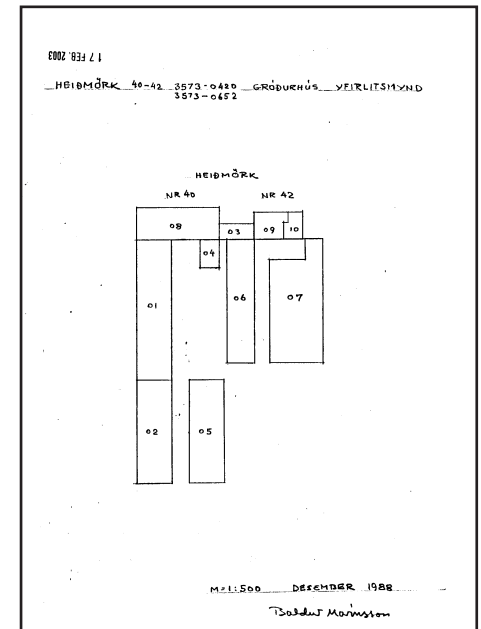 17 FEB. 2003
HEIÐMÖRK 40-42 3573-0420 GRÓÐURHÚS YFIRLITSMYND
3573-0652
HEIÐMÖRK
NR 40 NR 42
08 03 09 10
04
01 06 07
02 05
M=1:500 DESEMBER 1988
Baldur